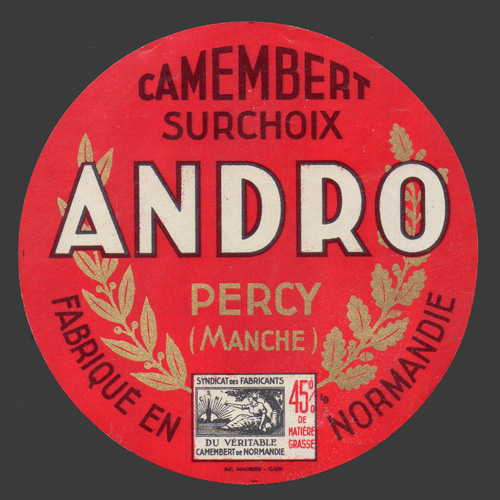 CAMEMBERT
SURCHOIX
ANDRO
PERCY
(MANCHE)
FABRIQUE EN NORMANDIE
SYNDICAT DES FABRICANTS
DU VÉRITABLE
CAMEMBERT DE NORMANDIE
45%
DE
MATIÈRE
GRASSE
CAEN